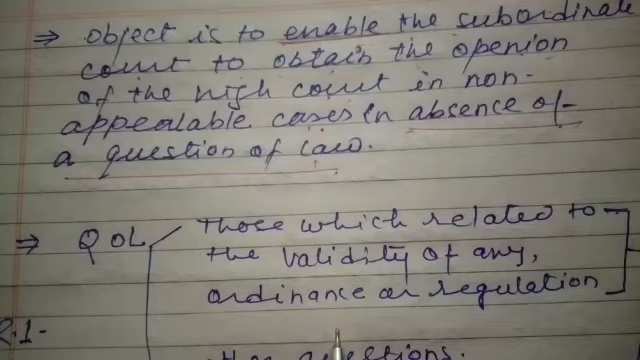 ⇒ object is to enable the subordinate
court to obtain the openion
of the high court in non-
appealable cases in absence of
a question of law.
⇒ QOL those which related to
the validity of any,
ordinance or regulation
R.1-
questions.